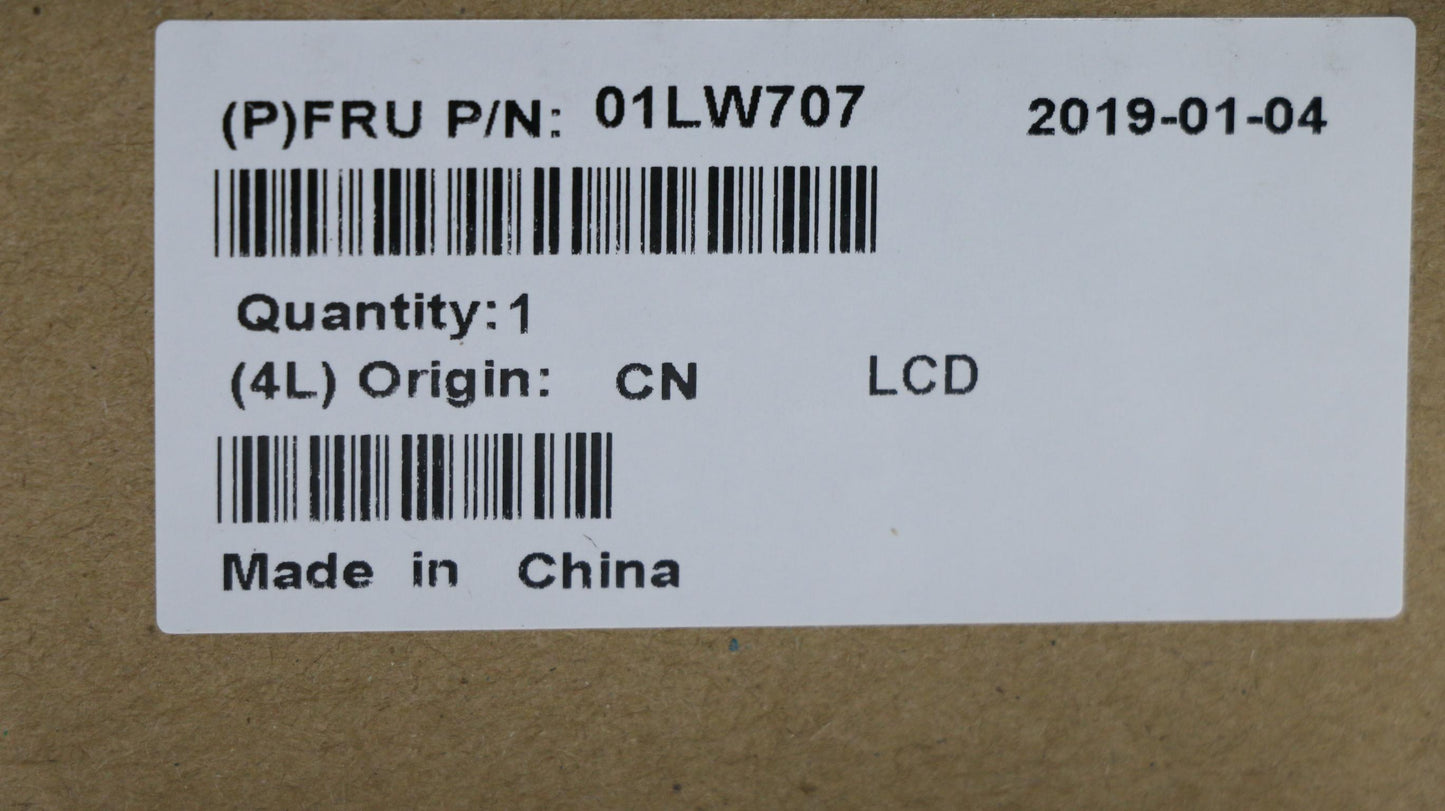 (P)FRU P/N: 01LW707 2019-01-04
Quantity:1
(4L) Origin: CN LCD
Made in China